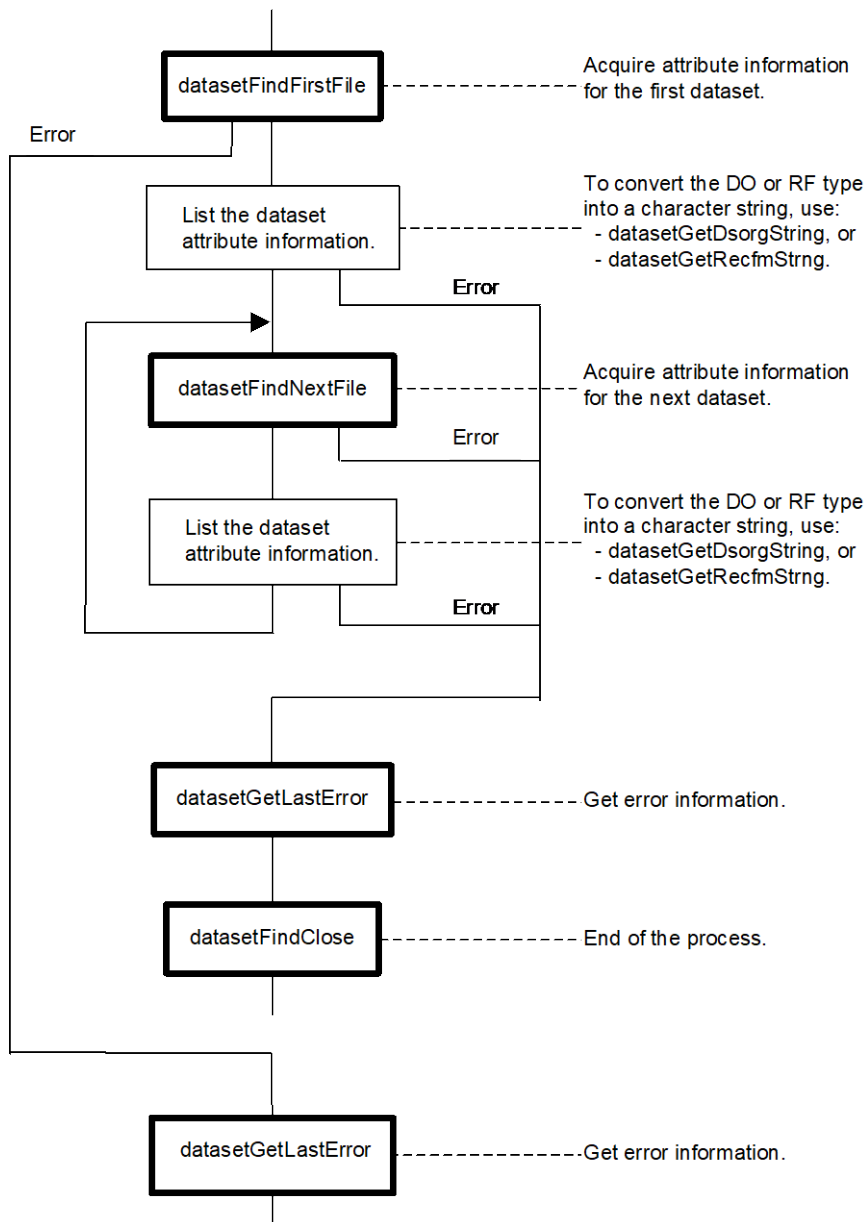 datasetFindFirstFile
Acquire attribute information
for the first dataset.
Error
List the dataset
attribute information.
To convert the DO or RF type
into a character string, use:
- datasetGetDsorgString, or
- datasetGetRecfmStrng.
Error
datasetFindNextFile
Acquire attribute information
for the next dataset.
Error
List the dataset
attribute information.
To convert the DO or RF type
into a character string, use:
- datasetGetDsorgString, or
- datasetGetRecfmStrng.
Error
datasetGetLastError
Get error information.
datasetFindClose
End of the process.
datasetGetLastError
Get error information.